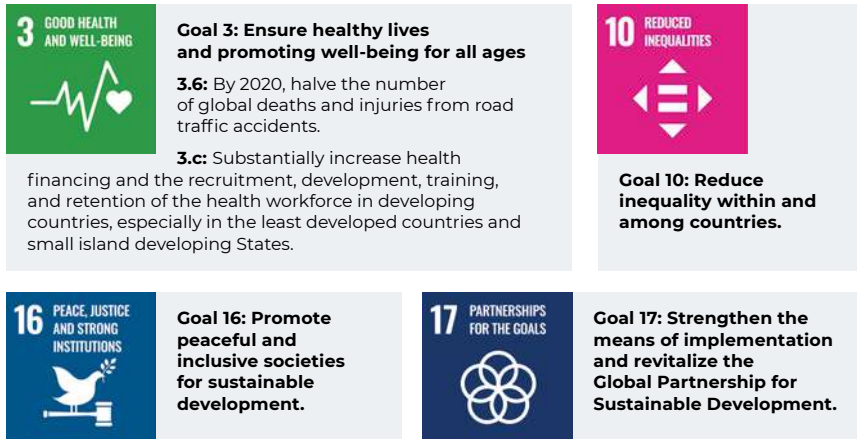 3 GOOD HEALTH
AND WELL-BEING
Goal 3: Ensure healthy lives
and promoting well-being for all ages
3.6: By 2020, halve the number
of global deaths and injuries from road
traffic accidents.
3.c: Substantially increase health
financing and the recruitment, development, training,
and retention of the health workforce in developing
countries, especially in the least developed countries and
small island developing States.
10 REDUCED
INEQUALITIES
Goal 10: Reduce
inequality within and
among countries.
16 PEACE, JUSTICE
AND STRONG
INSTITUTIONS
Goal 16: Promote
peaceful and
inclusive societies
for sustainable
development.
17 PARTNERSHIPS
FOR THE GOALS
Goal 17: Strengthen the
means of implementation
and revitalize the
Global Partnership for
Sustainable Development.